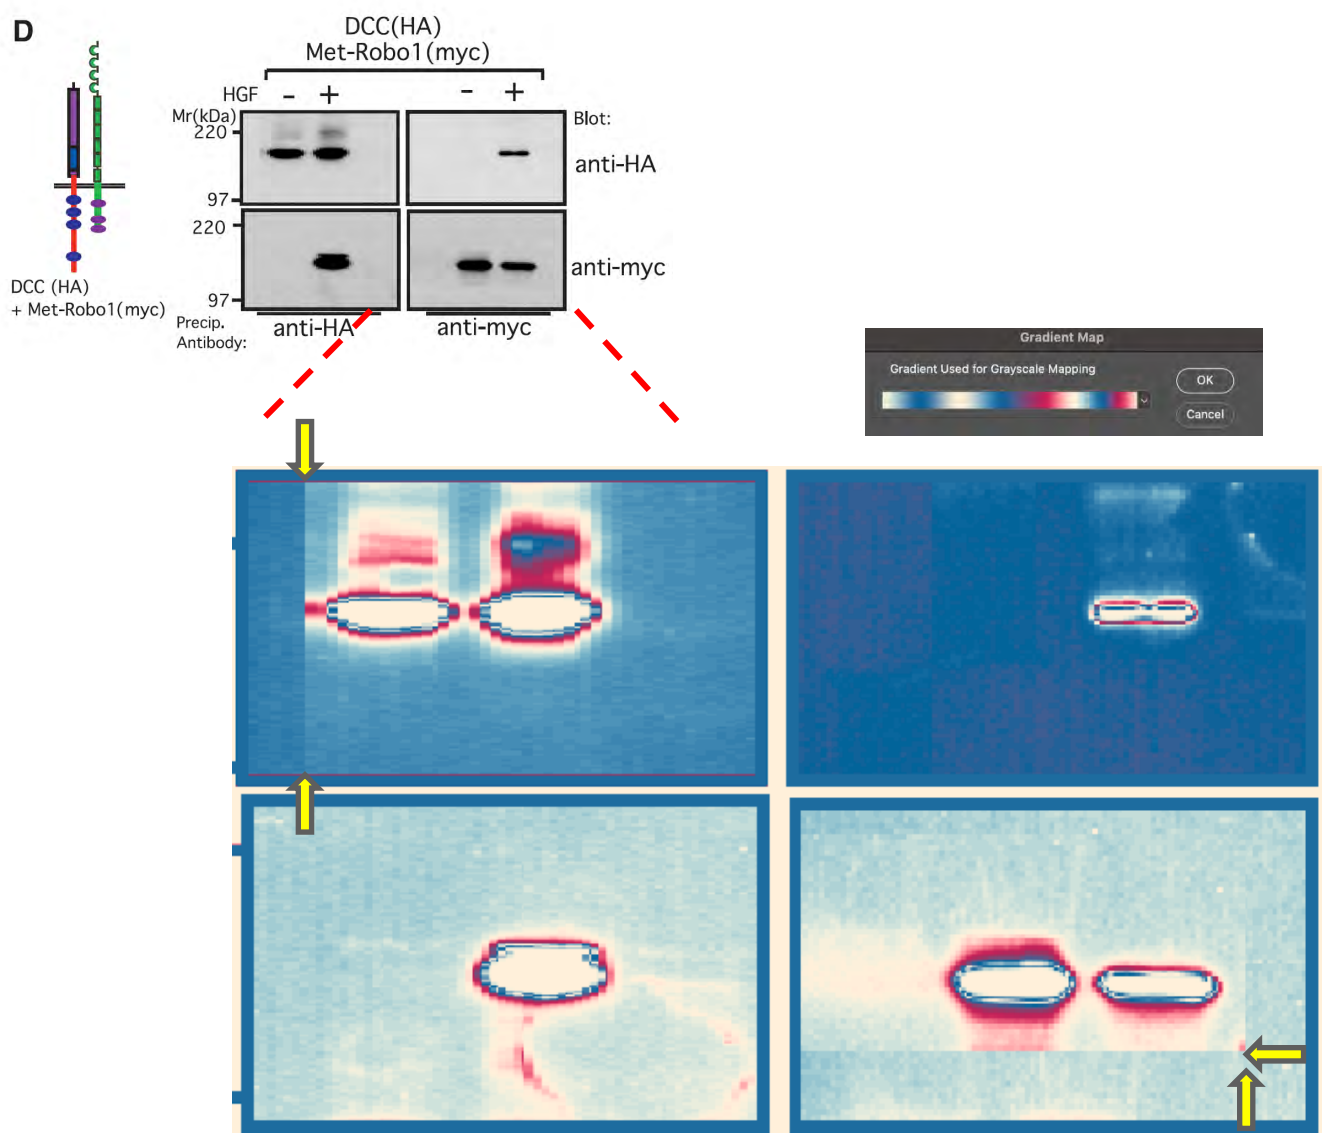 D
DCC(HA)
Met-Robo1(myc)
HGF - + - +
Mr(kDa)
Blot:
220
anti-HA
97
220
anti-myc
97
DCC (HA)
+ Met-Robo1(myc)
Precip.
Antibody:
anti-HA
anti-myc
Gradient Map
Gradient Used for Grayscale Mapping
OK
Cancel